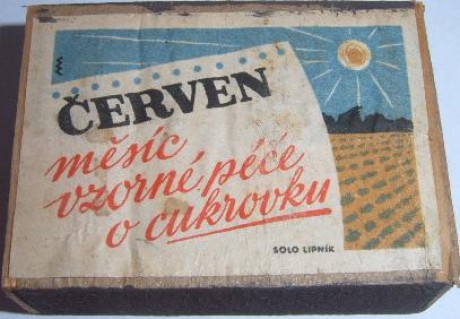 ČERVEN
měsíc
vzorné péče
o cukrovku
SOLO LIPNÍK